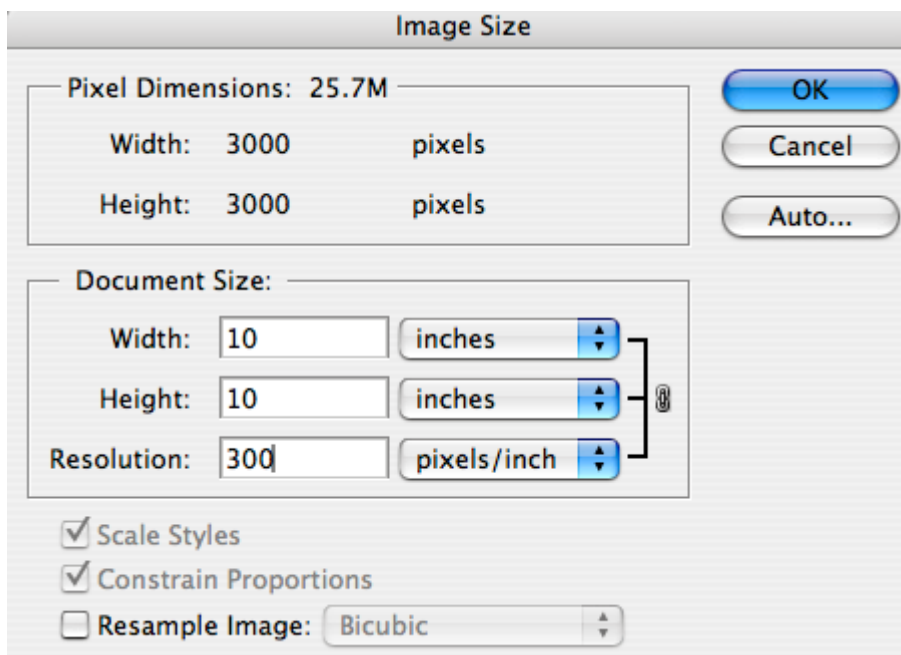 Image Size
Pixel Dimensions: 25.7M
Width: 3000 pixels
Height: 3000 pixels
OK
Cancel
Auto...
Document Size:
Width: 10 inches
Height: 10 inches
Resolution: 300 pixels/inch
Scale Styles
Constrain Proportions
Resample Image: Bicubic